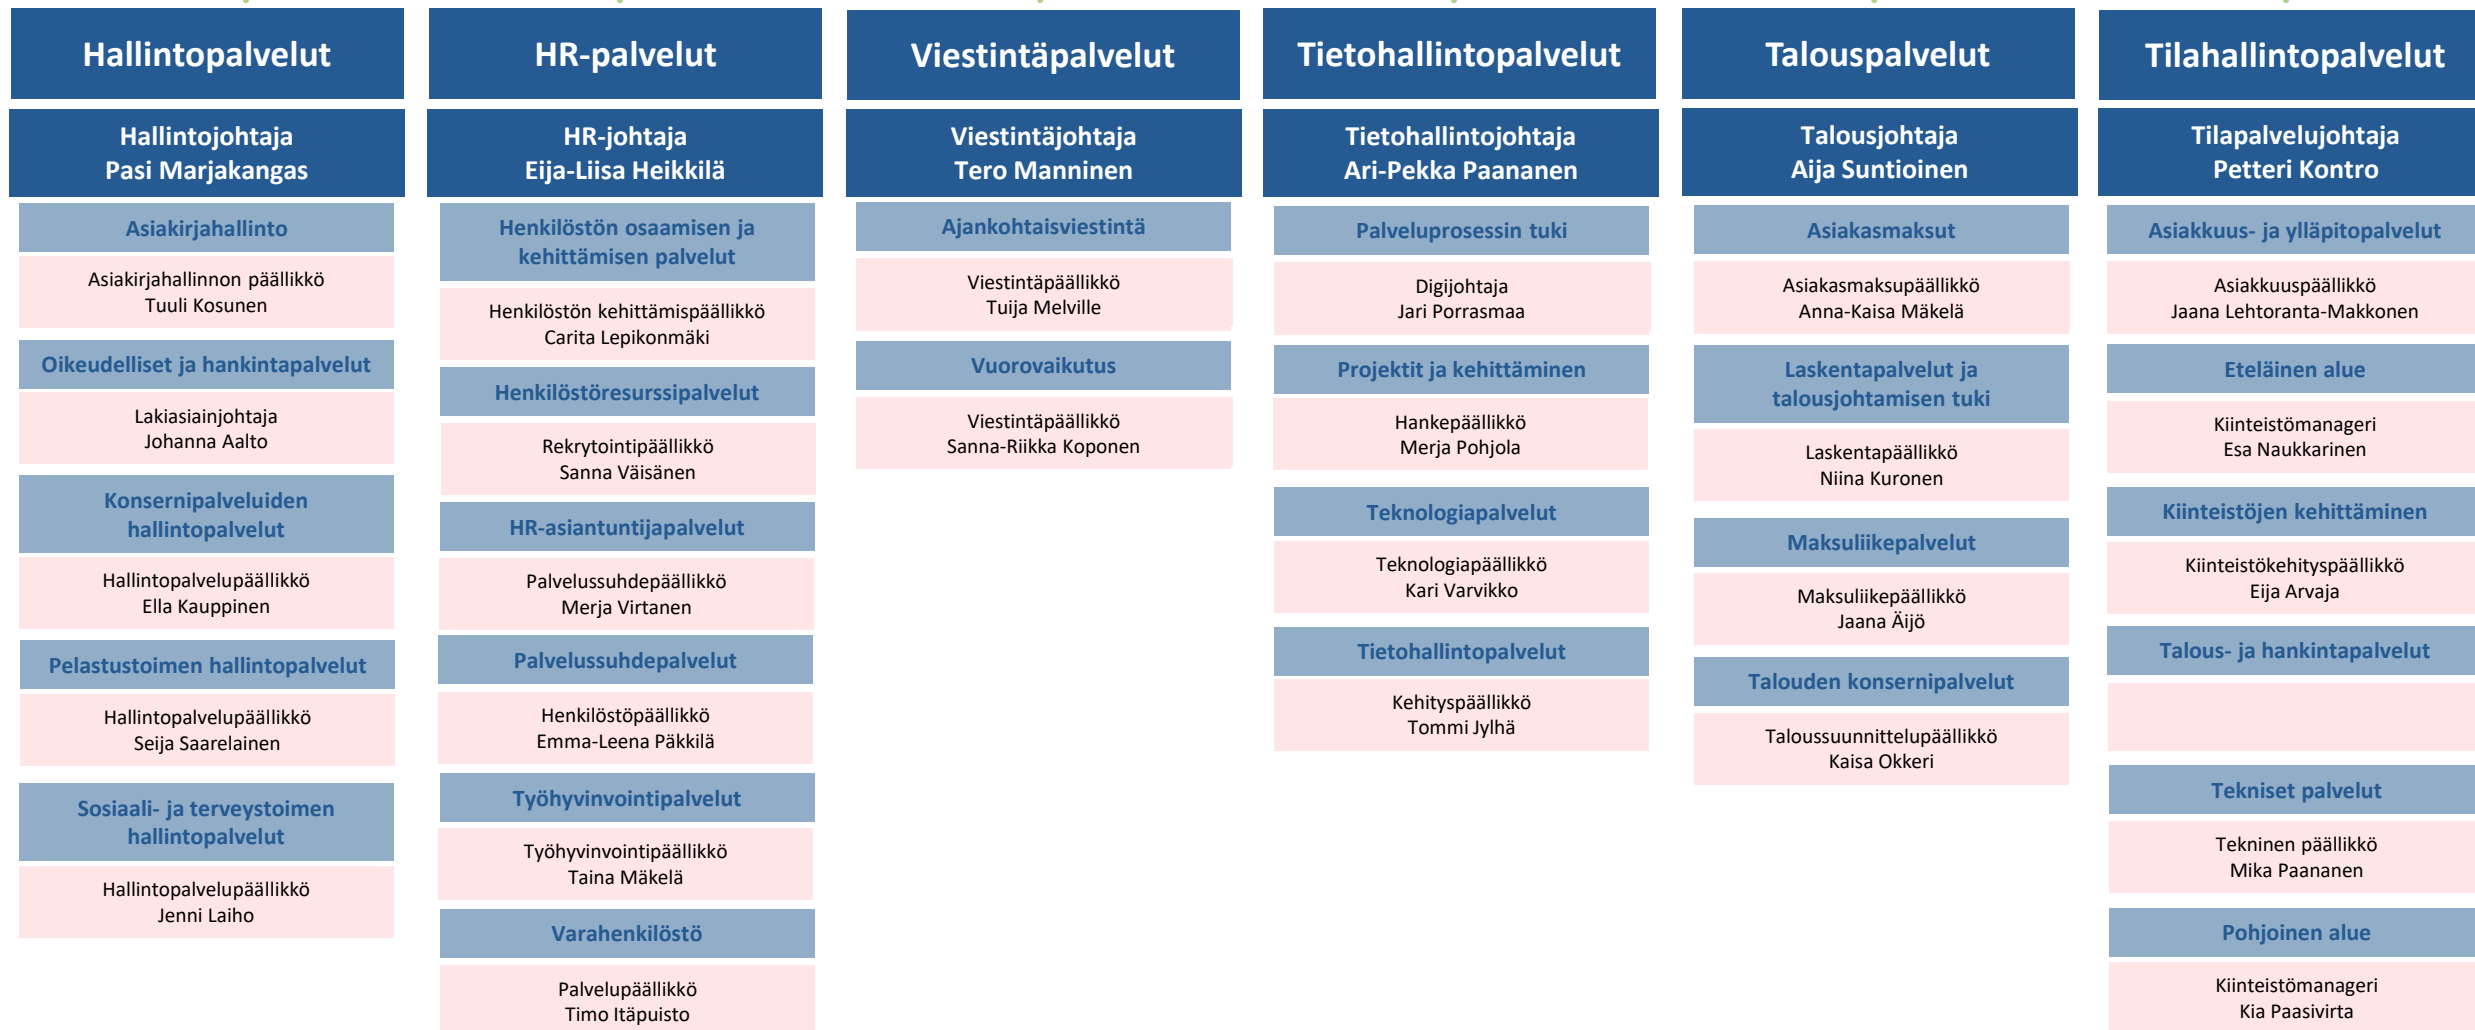 Hallintopalvelut
Hallintojohtaja
Pasi Marjakangas
Asiakirjahallinto
Asiakirjahallinnon päällikkö
Tuuli Kosunen
Oikeudelliset ja hankintapalvelut
Lakiasiainjohtaja
Johanna Aalto
Konsernipalveluiden
hallintopalvelut
Hallintopalvelupäällikkö
Ella Kauppinen
Pelastustoimen hallintopalvelut
Hallintopalvelupäällikkö
Seija Saarelainen
Sosiaali- ja terveystoimen
hallintopalvelut
Hallintopalvelupäällikkö
Jenni Laiho
HR-palvelut
HR-johtaja
Eija-Liisa Heikkilä
Henkilöstön osaamisen ja
kehittämisen palvelut
Henkilöstön kehittämispäällikkö
Carita Lepikonmäki
Henkilöstöresurssipalvelut
Rekrytointipäällikkö
Sanna Väisänen
HR-asiantuntijapalvelut
Palvelussuhdepäällikkö
Merja Virtanen
Palvelussuhdepalvelut
Henkilöstöpäällikkö
Emma-Leena Päkkilä
Työhyvinvointipalvelut
Työhyvinvointipäällikkö
Taina Mäkelä
Varahenkilöstö
Palvelupäällikkö
Timo Itäpuisto
Viestintäpalvelut
Viestintäjohtaja
Tero Manninen
Ajankohtaisviestintä
Viestintäpäällikkö
Tuija Melville
Vuorovaikutus
Viestintäpäällikkö
Sanna-Riikka Koponen
Tietohallintopalvelut
Tietohallintojohtaja
Ari-Pekka Paananen
Palveluprosessin tuki
Digijohtaja
Jari Porrasmaa
Projektit ja kehittäminen
Hankepäällikkö
Merja Pohjola
Teknologiapalvelut
Teknologiapäällikkö
Kari Varvikko
Tietohallintopalvelut
Kehityspäällikkö
Tommi Jylhä
Talouspalvelut
Talousjohtaja
Aija Suntioinen
Asiakasmaksut
Asiakasmaksupäällikkö
Anna-Kaisa Mäkelä
Laskentapalvelut ja
talousjohtamisen tuki
Laskentapäällikkö
Niina Kuronen
Maksuliikepalvelut
Maksuliikepäällikkö
Jaana Äijö
Talouden konsernipalvelut
Taloussuunnittelupäällikkö
Kaisa Okkeri
Tilahallintopalvelut
Tilapalvelujohtaja
Petteri Kontro
Asiakkuus- ja ylläpitopalvelut
Asiakkuuspäällikkö
Jaana Lehtoranta-Makkonen
Eteläinen alue
Kiinteistömanageri
Esa Naukkarinen
Kiinteistöjen kehittäminen
Kiinteistökehityspäällikkö
Eija Arvaja
Talous- ja hankintapalvelut
Tekniset palvelut
Tekninen päällikkö
Mika Paananen
Pohjoinen alue
Kiinteistömanageri
Kia Paasivirta